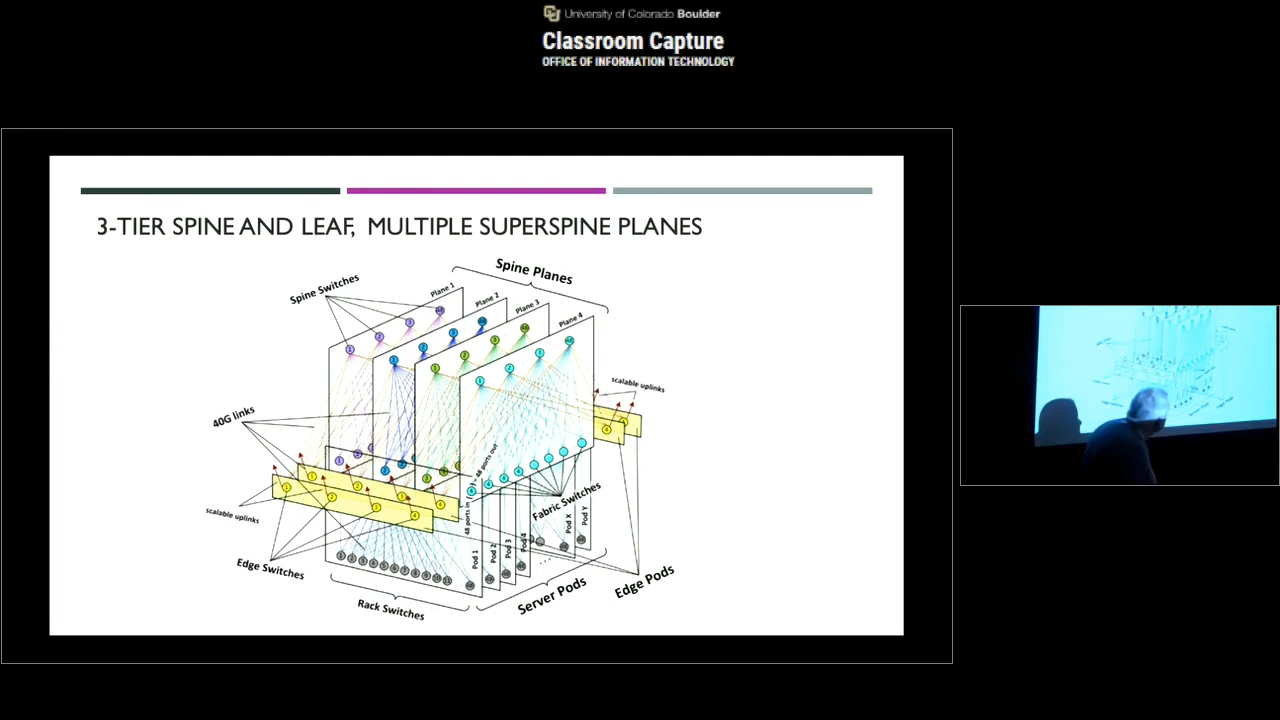 University of Colorado Boulder
Classroom Capture
OFFICE OF INFORMATION TECHNOLOGY
3-TIER SPINE AND LEAF, MULTIPLE SUPERSPINE PLANES
Spine Planes
Spine Switches
Plane 1
Plane 2
Plane 3
Plane 4
scalable uplinks
40G links
48 ports out
Fabric Switches
48 ports in
scalable uplinks
Edge Switches
Pod 1
Pod 2
Pod 3
Pod 4
Pod X
Pod Y
Rack Switches
Server Pods
Edge Pods